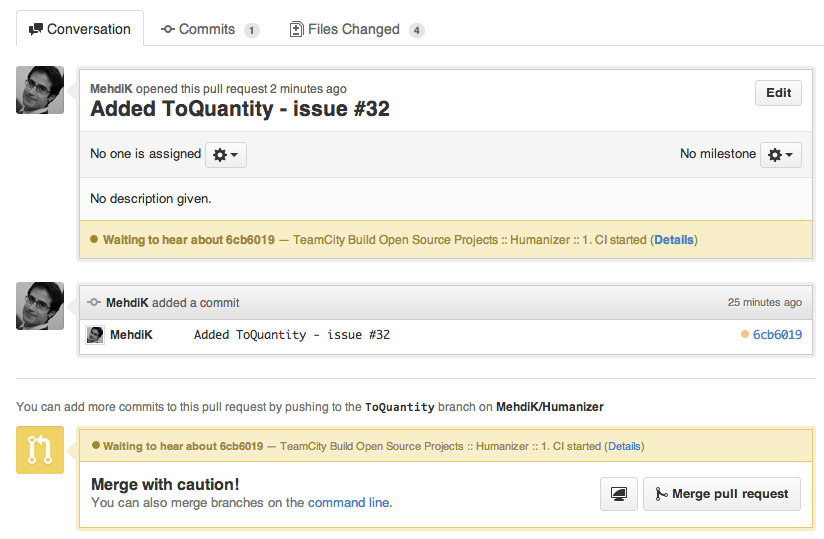 Conversation Commits 1 Files Changed 4
MehdiK opened this pull request 2 minutes ago
Added ToQuantity - issue #32
Edit
No one is assigned No milestone
No description given.
Waiting to hear about 6cb6019 — TeamCity Build Open Source Projects :: Humanizer :: 1. CI started (Details)
MehdiK added a commit 25 minutes ago
MehdiK Added ToQuantity - issue #32 6cb6019
You can add more commits to this pull request by pushing to the ToQuantity branch on MehdiK/Humanizer
Waiting to hear about 6cb6019 — TeamCity Build Open Source Projects :: Humanizer :: 1. CI started (Details)
Merge with caution!
You can also merge branches on the command line.
Merge pull request